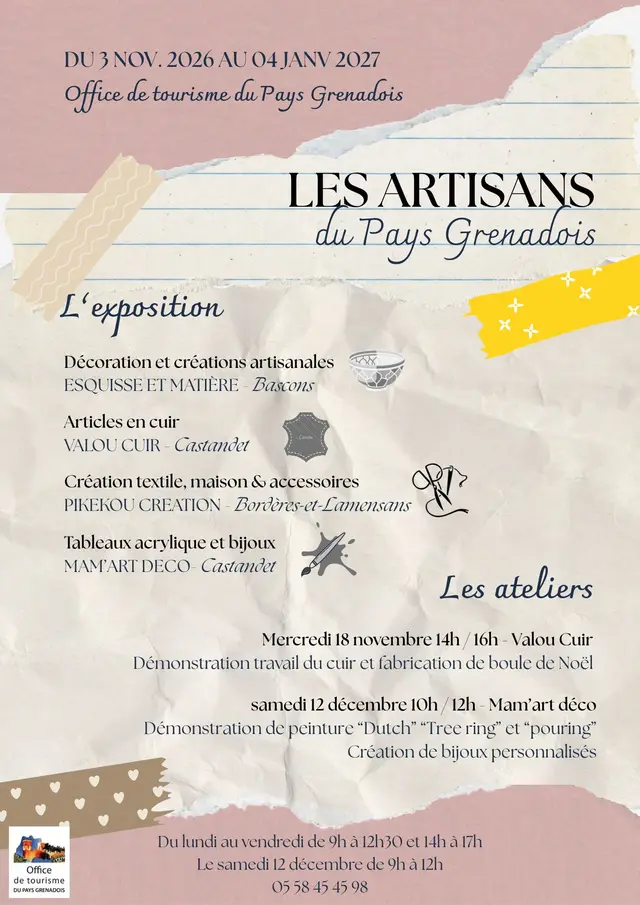 DU 3 NOV. 2026 AU 04 JANV 2027
Office de tourisme du Pays Grenadois
LES ARTISANS
du Pays Grenadois
L'exposition
Décoration et créations artisanales
ESQUISSE ET MATIÈRE - Bascons
Articles en cuir
VALOU CUIR - Castandet
Création textile, maison & accessoires
PIKEKOU CREATION - Bordères-et-Lamensans
Tableaux acrylique et bijoux
MAM'ART DECO- Castandet
Les ateliers
Mercredi 18 novembre 14h / 16h - Valou Cuir
Démonstration travail du cuir et fabrication de boule de Noël
samedi 12 décembre 10h / 12h - Mam'art déco
Démonstration de peinture “Dutch” “Tree ring” et “pouring”
Création de bijoux personnalisés
Du lundi au vendredi de 9h à 12h30 et 14h à 17h
Le samedi 12 décembre de 9h à 12h
05 58 45 45 98
Office
de tourisme
DU PAYS GRENADOIS